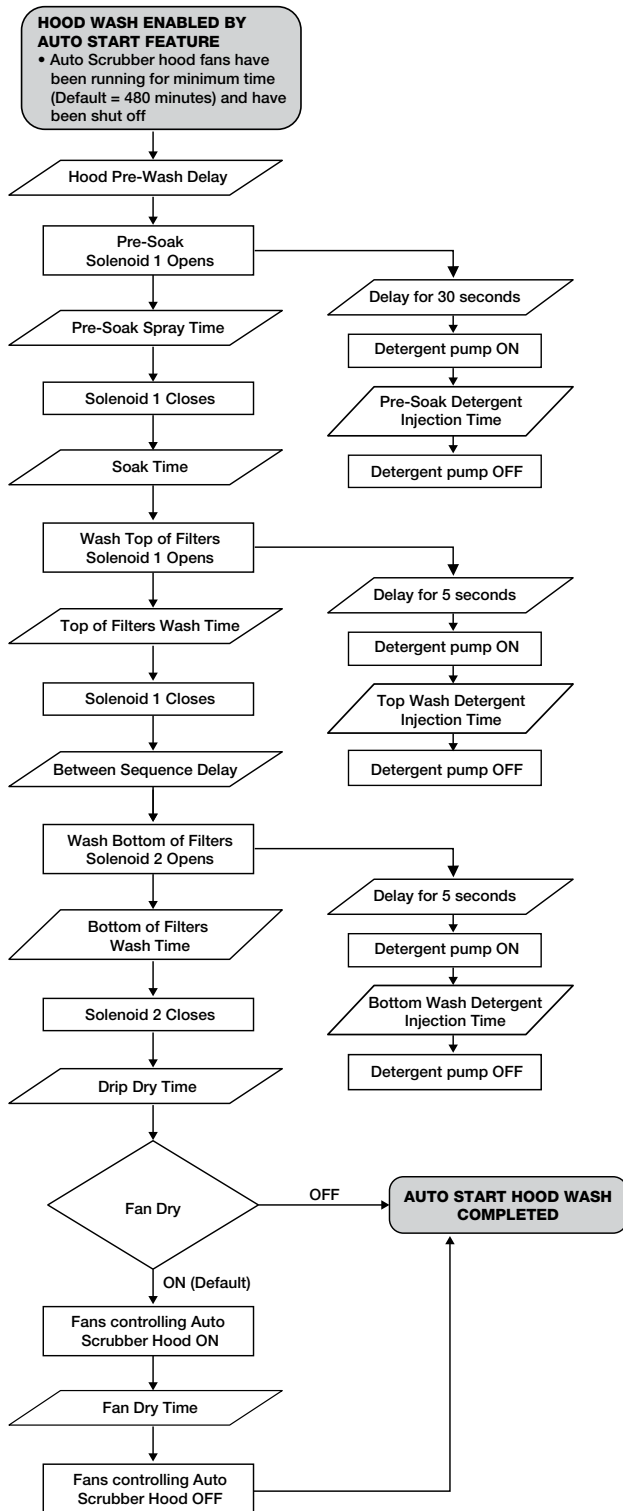 HOOD WASH ENABLED BY
AUTO START FEATURE
• Auto Scrubber hood fans have
been running for minimum time
(Default = 480 minutes) and have
been shut off
Hood Pre-Wash Delay
Pre-Soak
Solenoid 1 Opens
Delay for 30 seconds
Pre-Soak Spray Time
Detergent pump ON
Solenoid 1 Closes
Pre-Soak Detergent
Injection Time
Soak Time
Detergent pump OFF
Wash Top of Filters
Solenoid 1 Opens
Delay for 5 seconds
Top of Filters Wash Time
Detergent pump ON
Solenoid 1 Closes
Top Wash Detergent
Injection Time
Between Sequence Delay
Detergent pump OFF
Wash Bottom of Filters
Solenoid 2 Opens
Delay for 5 seconds
Bottom of Filters
Wash Time
Detergent pump ON
Solenoid 2 Closes
Bottom Wash Detergent
Injection Time
Drip Dry Time
Detergent pump OFF
Fan Dry
OFF
AUTO START HOOD WASH
COMPLETED
ON (Default)
Fans controlling Auto
Scrubber Hood ON
Fan Dry Time
Fans controlling Auto
Scrubber Hood OFF